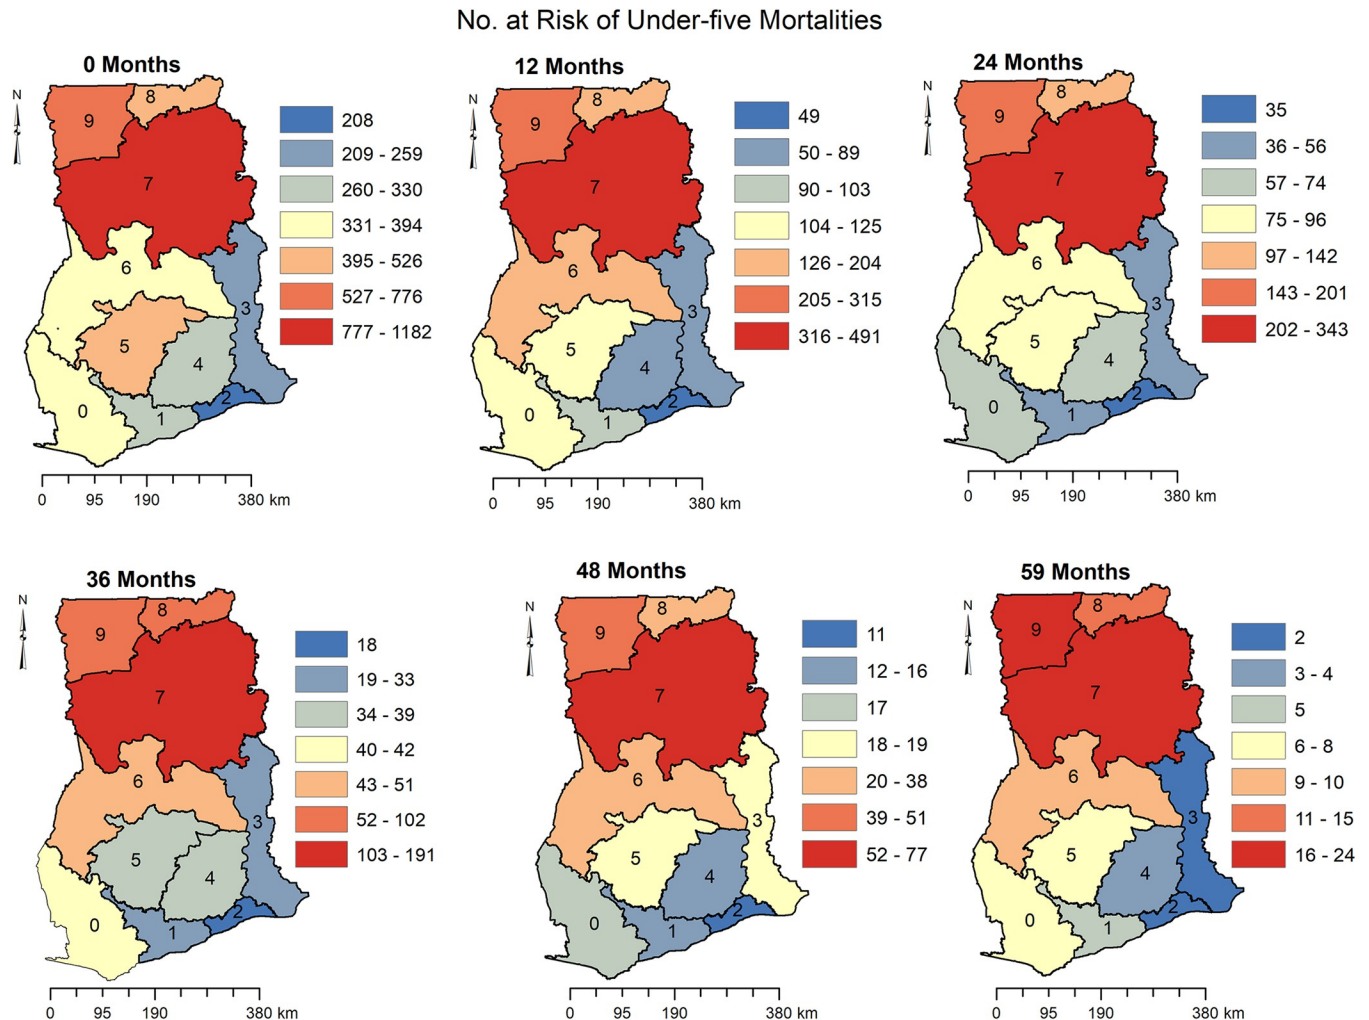 No. at Risk of Under-five Mortalities
0 Months
N
8
9
7
6
3
5
4
0
1
2
208
209 - 259
260 - 330
331 - 394
395 - 526
527 - 776
777 - 1182
0 95 190 380 km
12 Months
N
8
9
7
6
3
5
4
0
1
2
49
50 - 89
90 - 103
104 - 125
126 - 204
205 - 315
316 - 491
0 95 190 380 km
24 Months
N
8
9
7
6
3
5
4
0
1
2
35
36 - 56
57 - 74
75 - 96
97 - 142
143 - 201
202 - 343
0 95 190 380 km
36 Months
N
8
9
7
6
3
5
4
0
1
2
18
19 - 33
34 - 39
40 - 42
43 - 51
52 - 102
103 - 191
0 95 190 380 km
48 Months
N
8
9
7
6
3
5
4
0
1
2
11
12 - 16
17
18 - 19
20 - 38
39 - 51
52 - 77
0 95 190 380 km
59 Months
N
8
9
7
6
3
5
4
0
1
2
2
3 - 4
5
6 - 8
9 - 10
11 - 15
16 - 24
0 95 190 380 km